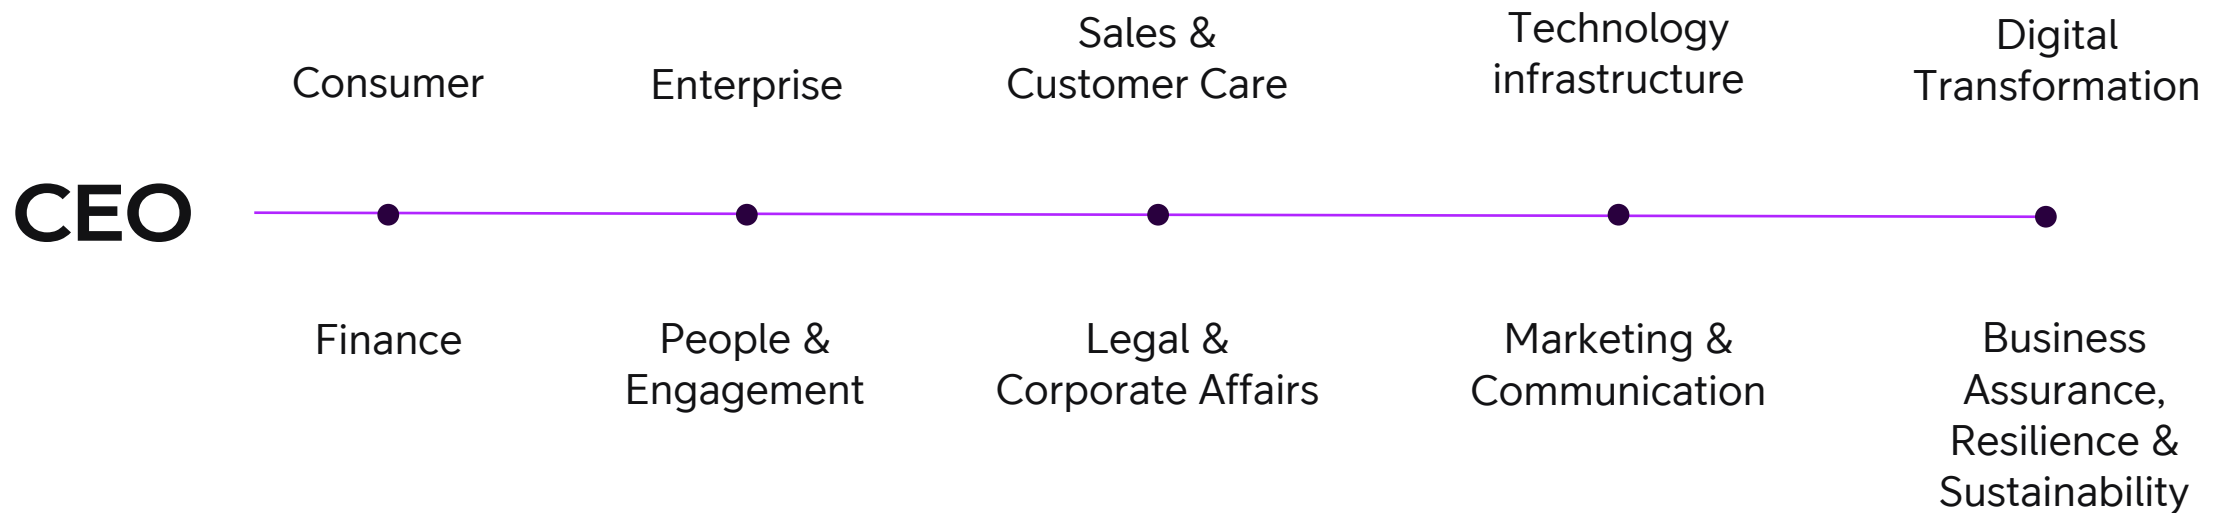 Consumer
Enterprise
Sales &
Customer Care
Technology
infrastructure
Digital
Transformation
CEO
Finance
People &
Engagement
Legal &
Corporate Affairs
Marketing &
Communication
Business
Assurance,
Resilience &
Sustainability